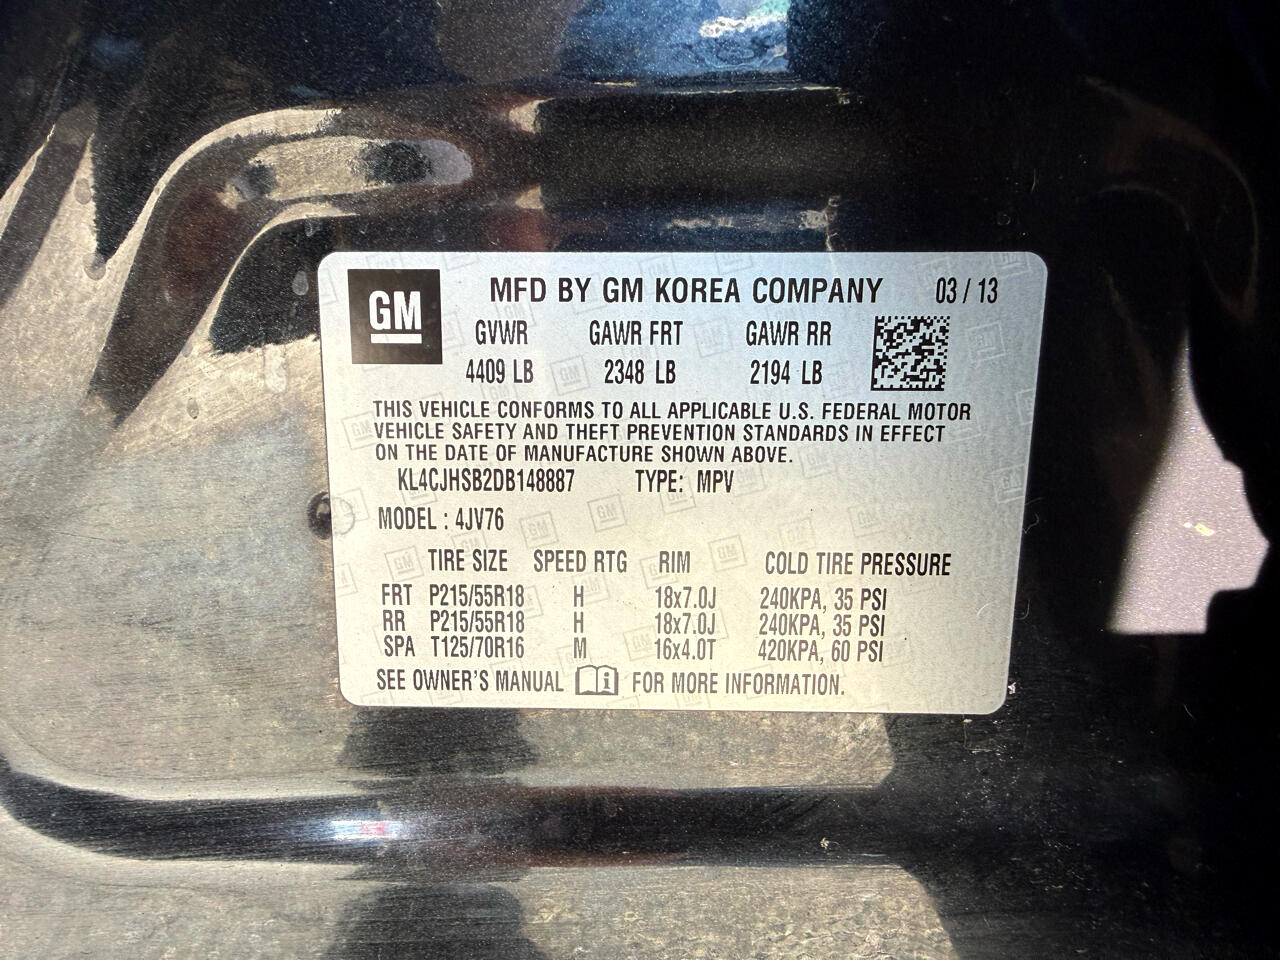 GM MFD BY GM KOREA COMPANY 03 / 13
GVWR GAWR FRT GAWR RR
4409 LB 2348 LB 2194 LB
THIS VEHICLE CONFORMS TO ALL APPLICABLE U.S. FEDERAL MOTOR
VEHICLE SAFETY AND THEFT PREVENTION STANDARDS IN EFFECT
ON THE DATE OF MANUFACTURE SHOWN ABOVE.
KL4CJHSB2DB148887 TYPE: MPV
MODEL : 4JV76
TIRE SIZE SPEED RTG RIM COLD TIRE PRESSURE
FRT P215/55R18 H 18x7.0J 240KPA, 35 PSI
RR P215/55R18 H 18x7.0J 240KPA, 35 PSI
SPA T125/70R16 M 16x4.0T 420KPA, 60 PSI
SEE OWNER'S MANUAL i FOR MORE INFORMATION.